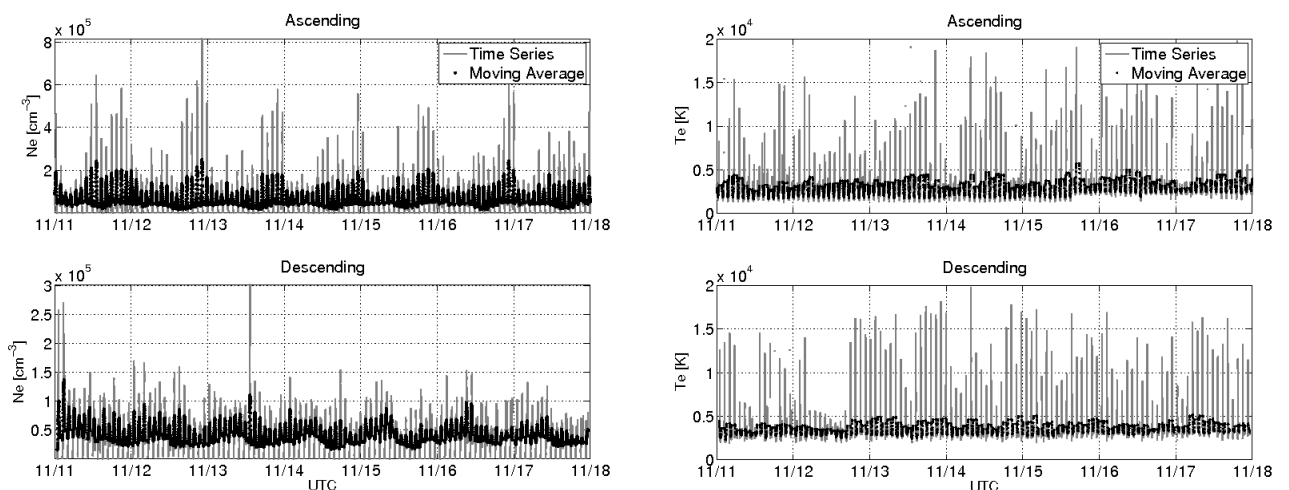 Ascending
x 10^5
Ne [cm^-3]
8
6
4
2
Time Series
Moving Average
11/11 11/12 11/13 11/14 11/15 11/16 11/17 11/18
Ascending
x 10^4
Te [K]
2
1.5
1
0.5
0
Time Series
Moving Average
11/11 11/12 11/13 11/14 11/15 11/16 11/17 11/18
Descending
x 10^5
Ne [cm^-3]
3
2.5
2
1.5
1
0.5
11/11 11/12 11/13 11/14 11/15 11/16 11/17 11/18
UTC
Descending
x 10^4
Te [K]
2
1.5
1
0.5
0
11/11 11/12 11/13 11/14 11/15 11/16 11/17 11/18
UTC